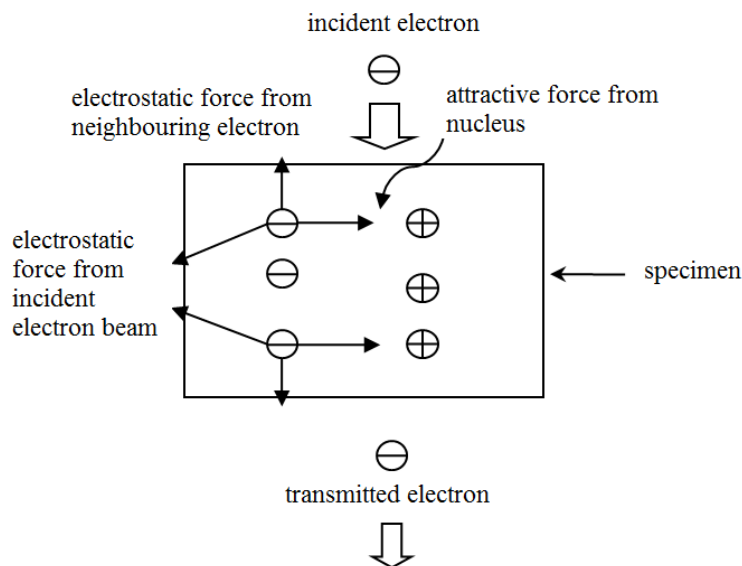 incident electron
electrostatic force from
neighbouring electron
attractive force from
nucleus
electrostatic
force from
incident
electron beam
specimen
transmitted electron